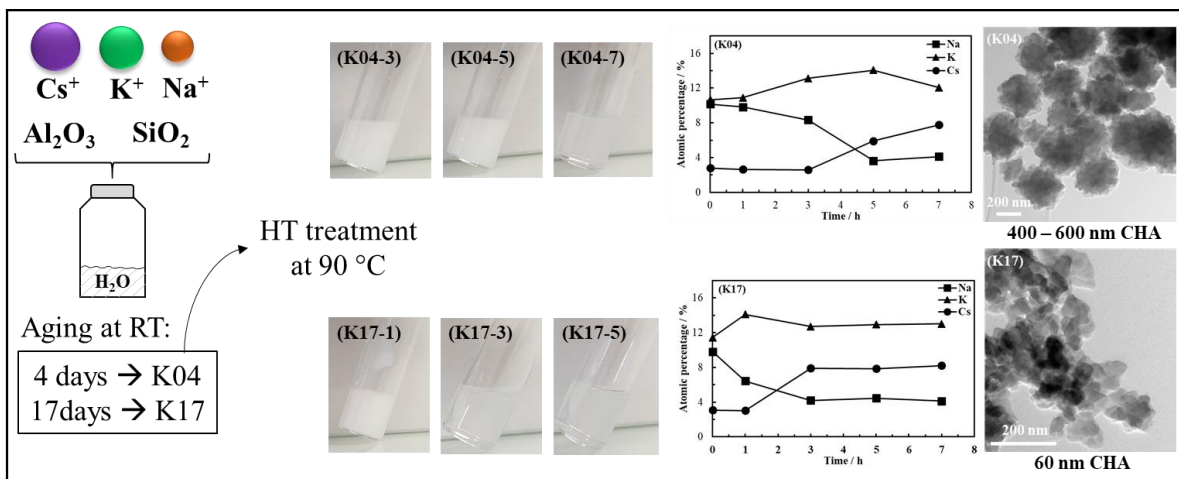 Cs⁺ K⁺ Na⁺
Al₂O₃ SiO₂
H₂O
Aging at RT:
4 days → K04
17days → K17
HT treatment
at 90 °C
(K04-3) (K04-5) (K04-7)
(K17-1) (K17-3) (K17-5)
(K04)
Na
K
Cs
Atomic percentage / %
16
12
8
4
0
0 1 2 3 4 5 6 7 8
Time / h
(K04)
200 nm
400 – 600 nm CHA
(K17)
Na
K
Cs
Atomic percentage / %
16
12
8
4
0
0 1 2 3 4 5 6 7 8
Time / h
(K17)
200 nm
60 nm CHA